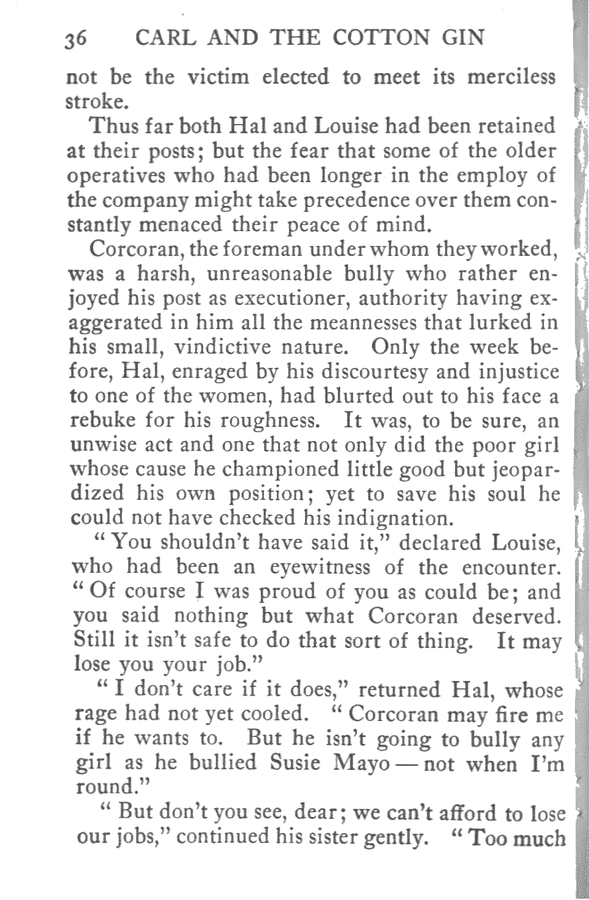 36 CARL AND THE COTTON GIN
not be the victim elected to meet its merciless
stroke.
Thus far both Hal and Louise had been retained
at their posts; but the fear that some of the older
operatives who had been longer in the employ of
the company might take precedence over them con-
stantly menaced their peace of mind.
Corcoran, the foreman under whom they worked,
was a harsh, unreasonable bully who rather en-
joyed his post as executioner, authority having ex-
aggerated in him all the meannesses that lurked in
his small, vindictive nature. Only the week be-
fore, Hal, enraged by his discourtesy and injustice
to one of the women, had blurted out to his face a
rebuke for his roughness. It was, to be sure, an
unwise act and one that not only did the poor girl
whose cause he championed little good but jeopar-
dized his own position; yet to save his soul he
could not have checked his indignation.
“ You shouldn’t have said it,” declared Louise,
who had been an eyewitness of the encounter.
“ Of course I was proud of you as could be; and
you said nothing but what Corcoran deserved.
Still it isn’t safe to do that sort of thing. It may
lose you your job.”
“ I don’t care if it does,” returned Hal, whose
rage had not yet cooled. “ Corcoran may fire me
if he wants to. But he isn’t going to bully any
girl as he bullied Susie Mayo — not when I’m
round.”
“ But don’t you see, dear; we can’t afford to lose
our jobs,” continued his sister gently. “ Too much